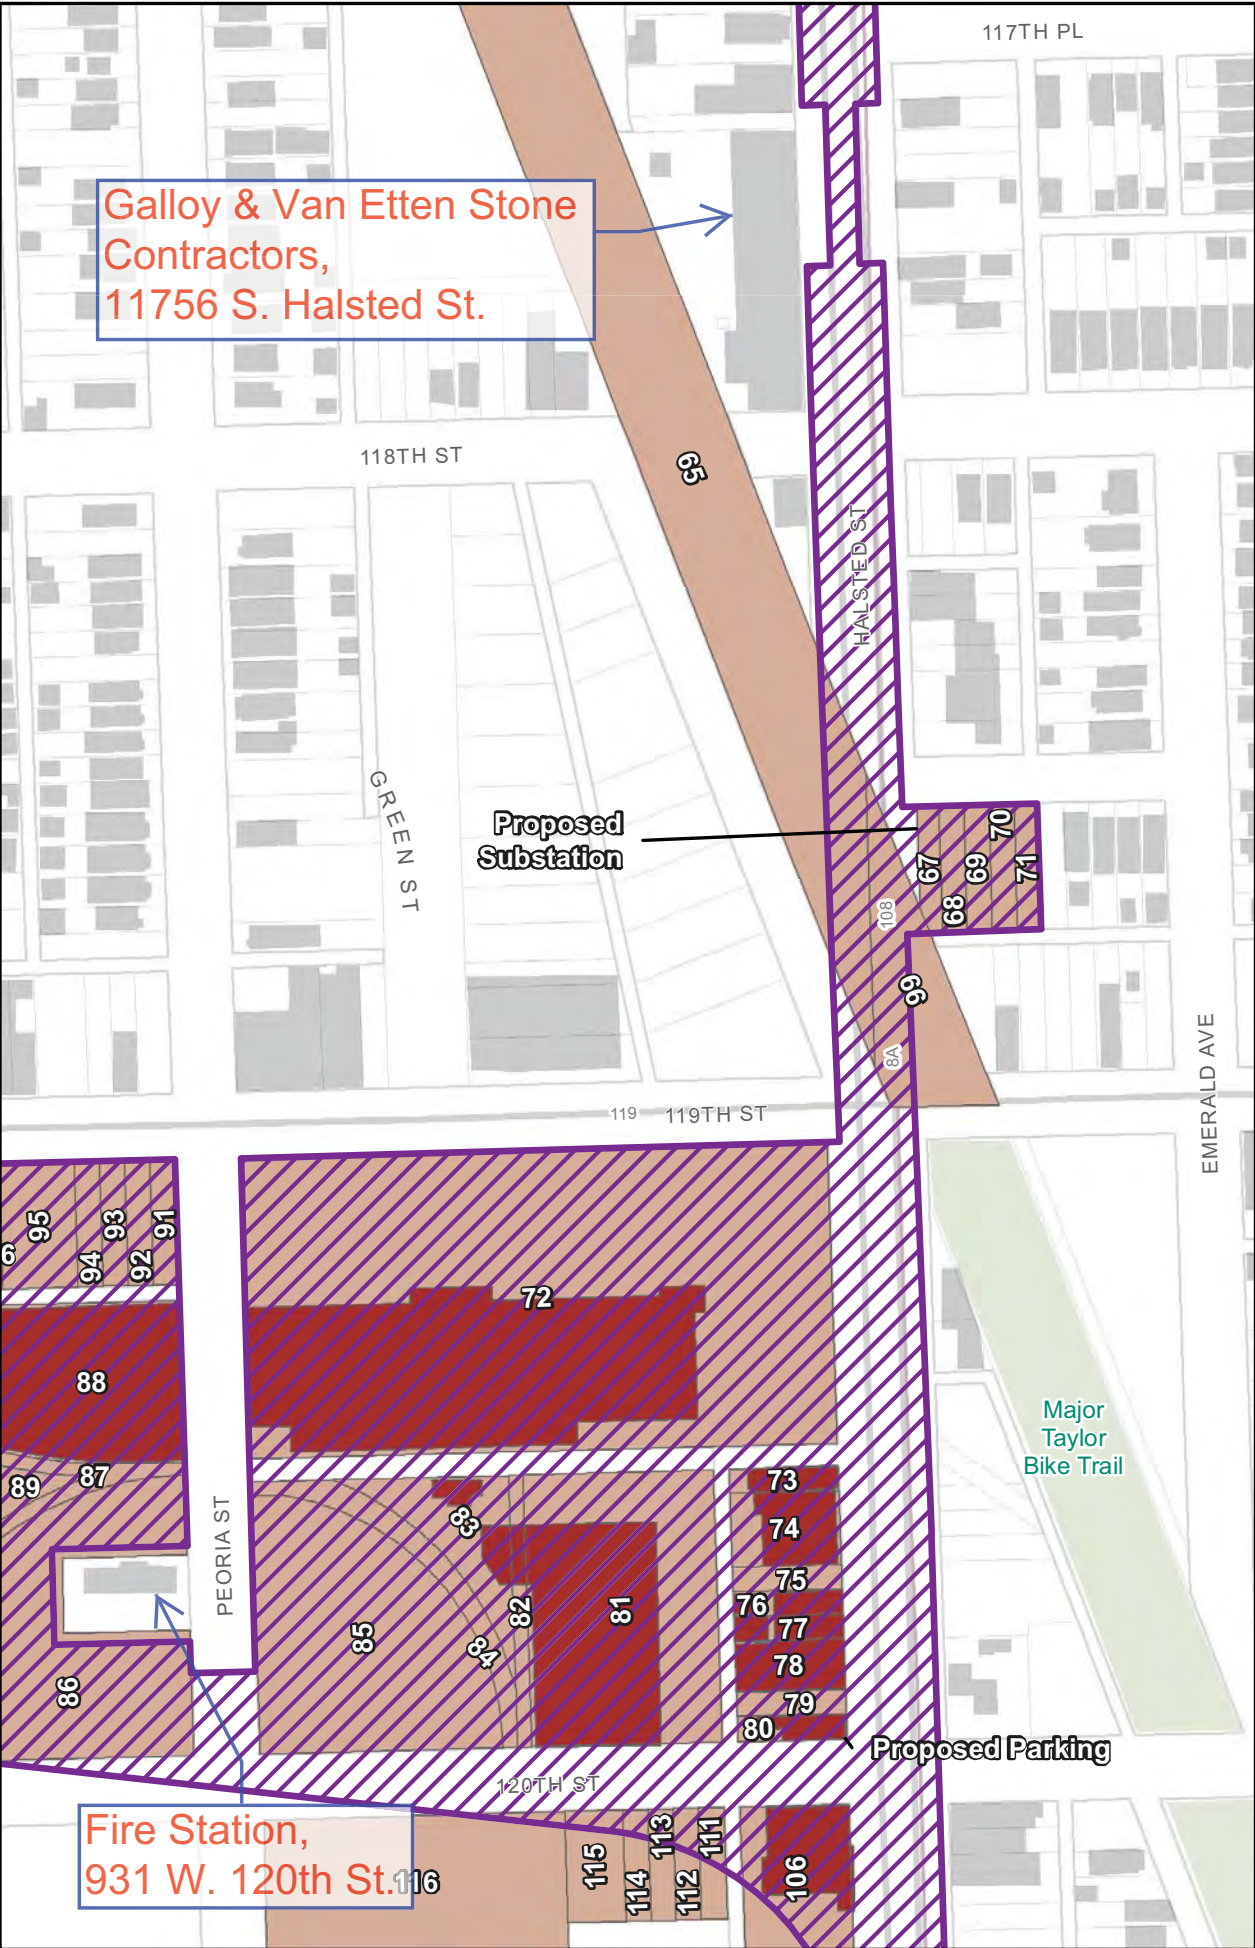 117TH PL
Galloy & Van Etten Stone
Contractors,
11756 S. Halsted St.
118TH ST
65
HALSTED ST
GREEN ST
Proposed
Substation
67
68
69
70
71
108
66
8A
EMERALD AVE
119
119TH ST
95
94
93
92
91
6
72
88
89
87
PEORIA ST
86
85
84
83
82
81
73
74
75
76
77
78
79
80
Major
Taylor
Bike Trail
Proposed Parking
120TH ST
Fire Station,
931 W. 120th St.
116
115
114
113
112
111
106